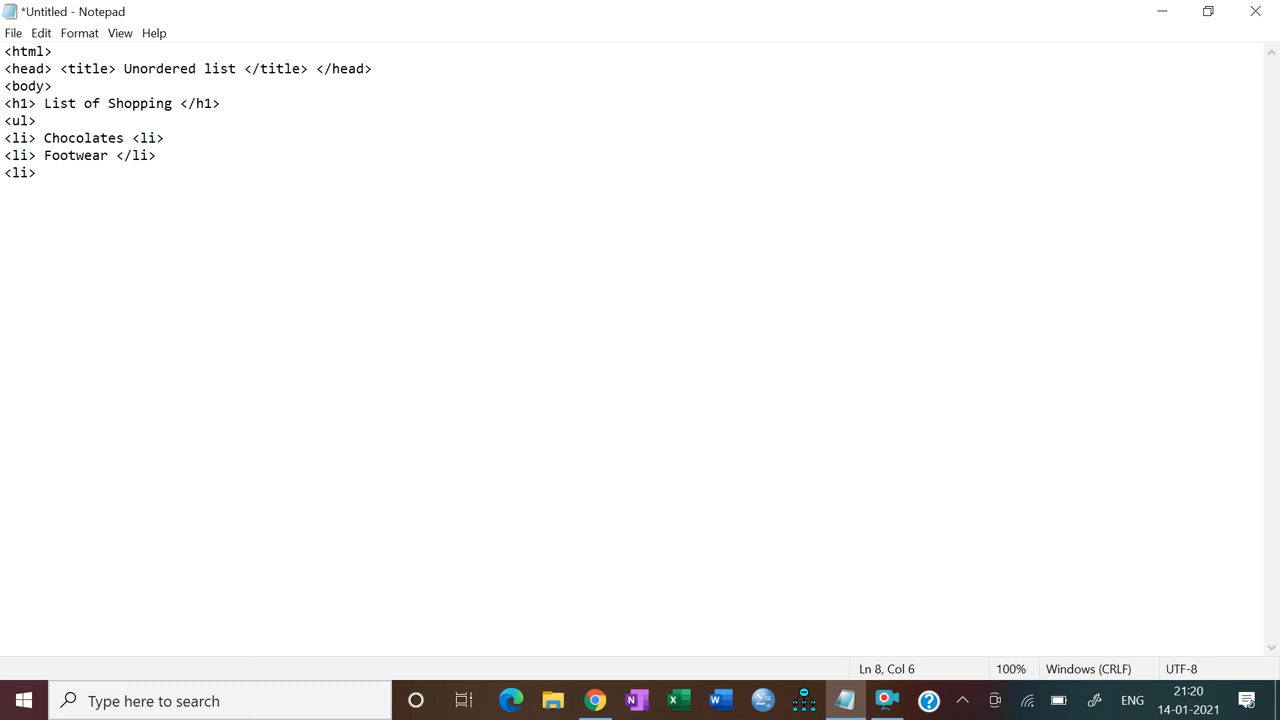 *Untitled - Notepad
File Edit Format View Help
<html>
<head> <title> Unordered list </title> </head>
<body>
<h1> List of Shopping </h1>
<ul>
<li> Chocolates <li>
<li> Footwear </li>
<li>
Ln 8, Col 6 100% Windows (CRLF) UTF-8
Type here to search ENG 21:20
14-01-2021